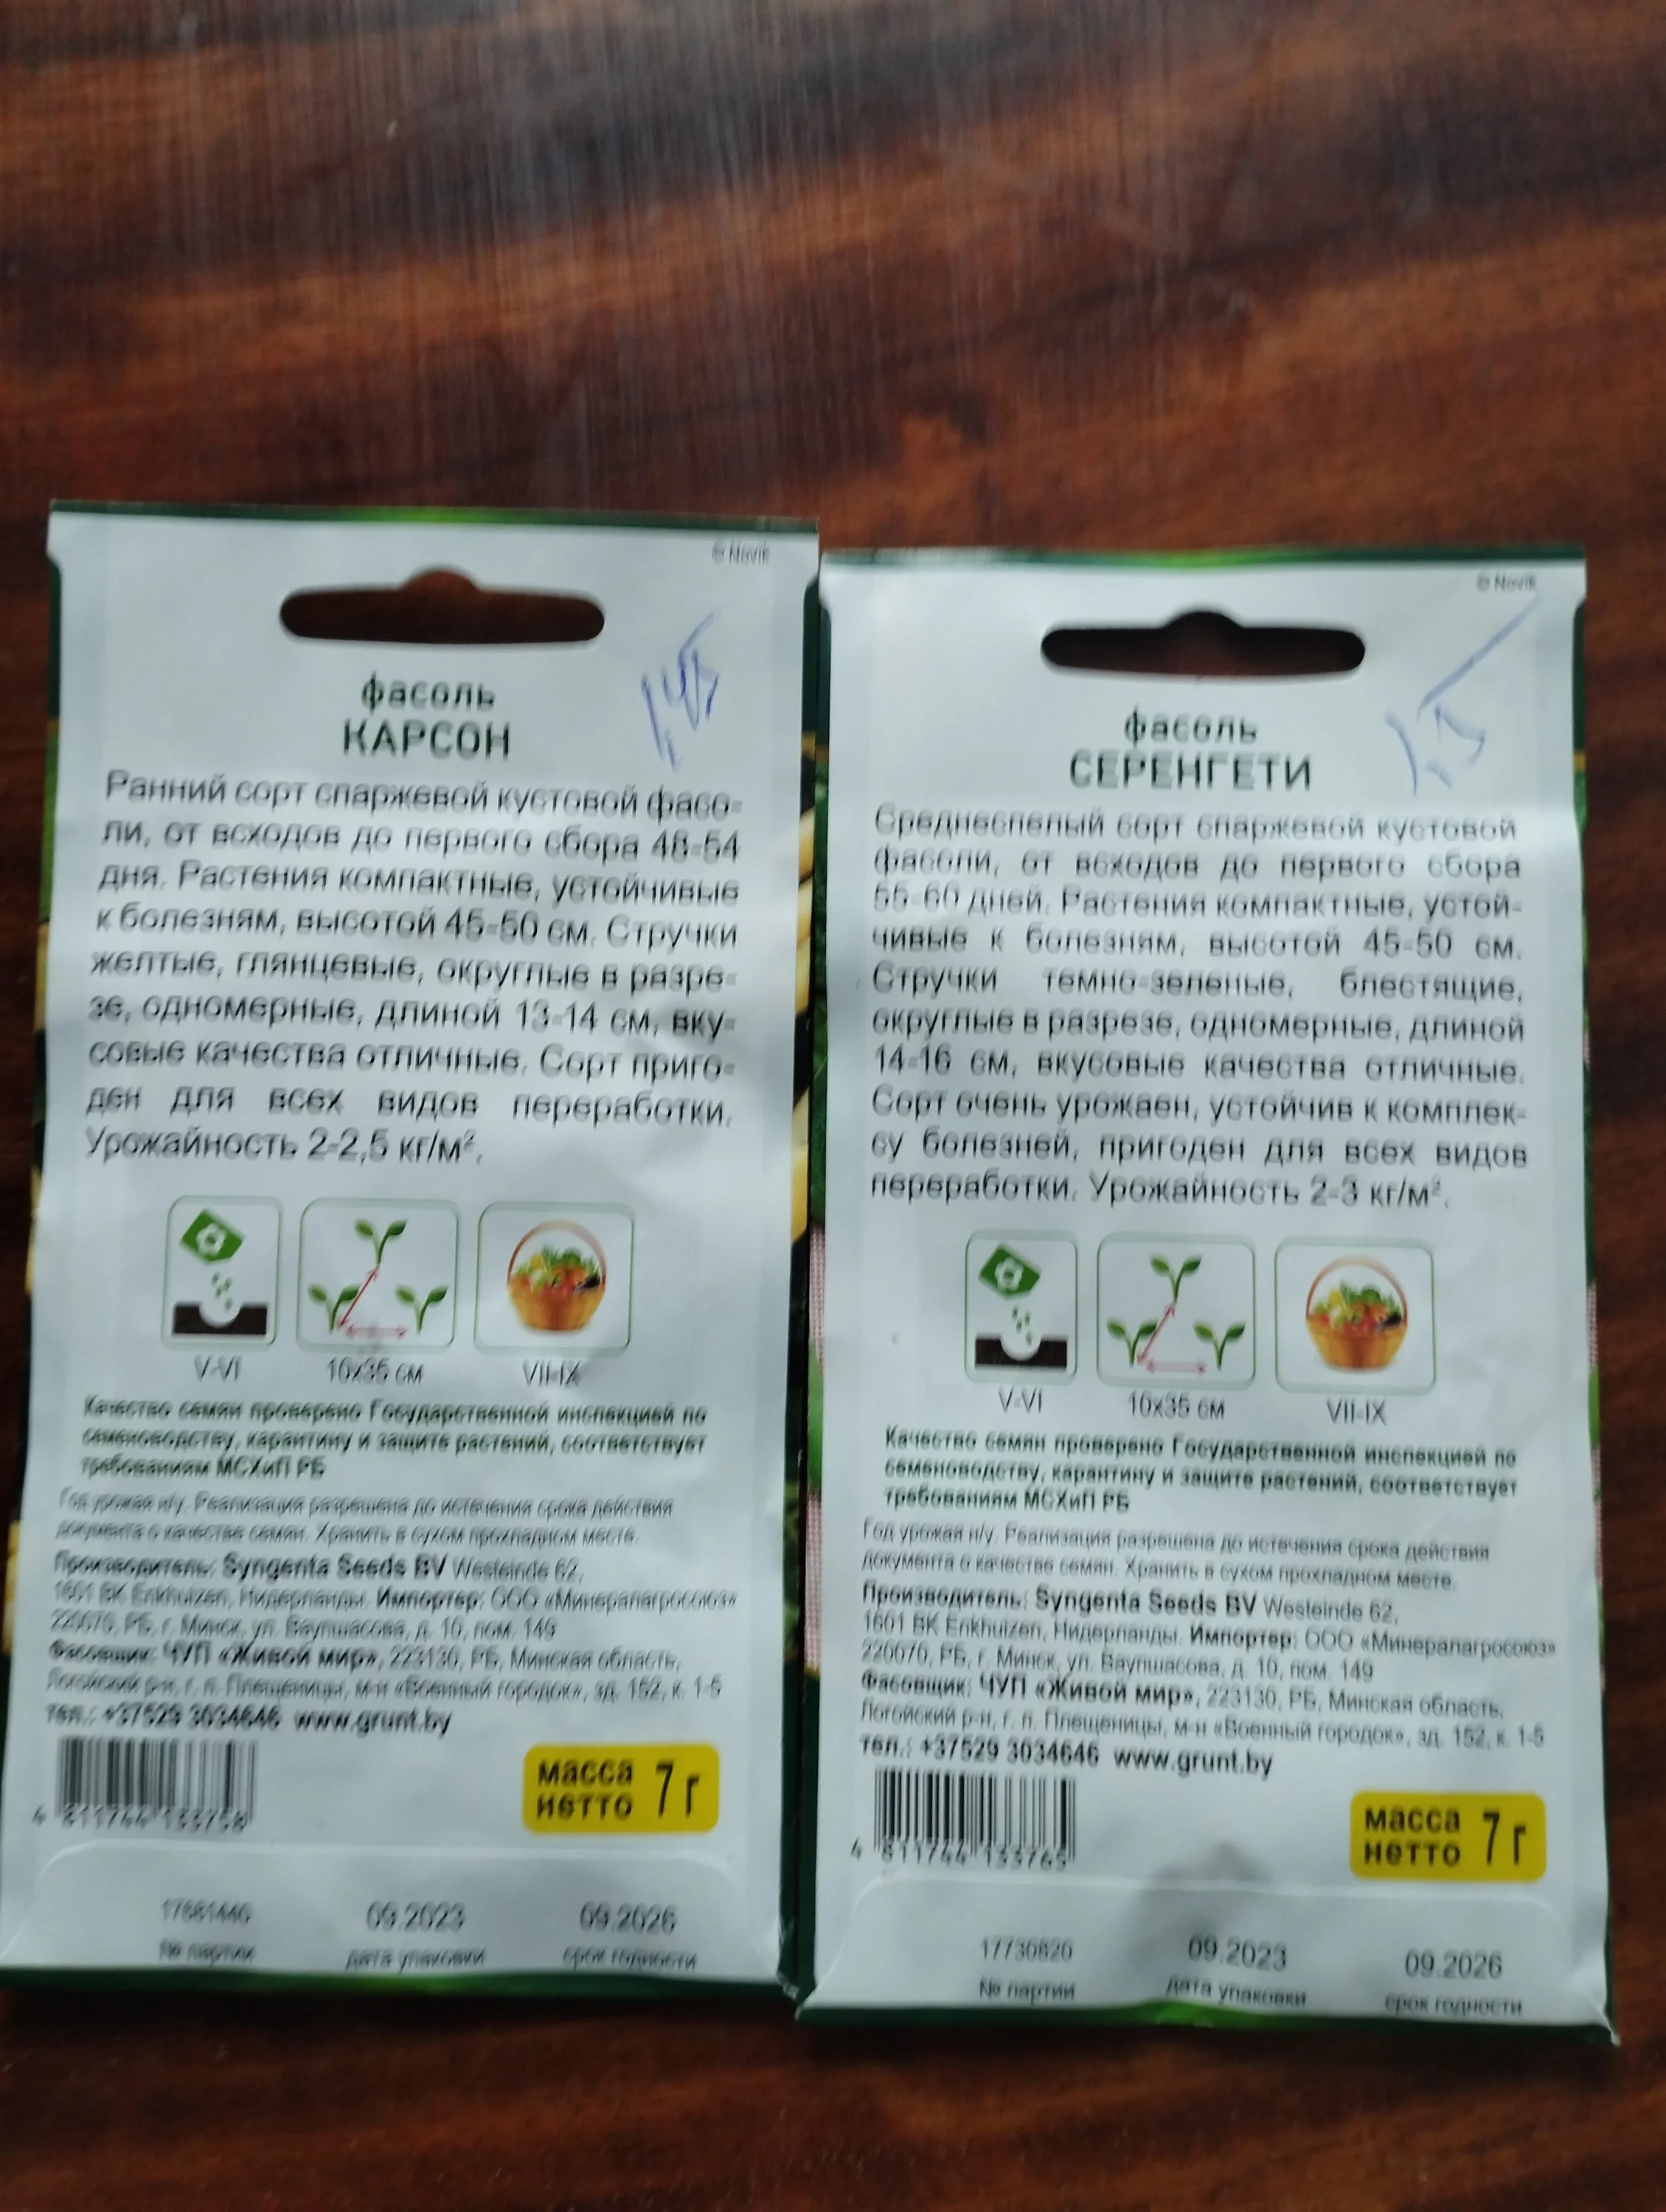 © Novik
фасоль
КАРСОН
1,45
Ранний сорт спаржевой кустовой фасо-
ли, от всходов до первого сбора 48-54
дня. Растения компактные, устойчивые
к болезням, высотой 45-50 см. Стручки
желтые, глянцевые, округлые в разре-
зе, одномерные, длиной 13-14 см, вку-
совые качества отличные. Сорт приго-
ден для всех видов переработки.
Урожайность 2-2,5 кг/м².
V-VI
10х35 см
VII-IX
Качество семян проверено Государственной инспекцией по
семеноводству, карантину и защите растений, соответствует
требованиям МСХиП РБ
Год урожая н/у. Реализация разрешена до истечения срока действия
документа о качестве семян. Хранить в сухом прохладном месте.
Производитель: Syngenta Seeds BV Westeinde 62,
1601 BK Enkhuizen, Нидерланды. Импортер: ООО «Минералагросоюз»
220070, РБ, г. Минск, ул. Ваупшасова, д. 10, пом. 149
Фасовщик: ЧУП «Живой мир», 223130, РБ, Минская область,
Логойский р-н, г. п. Плещеницы, м-н «Военный городок», зд. 152, к. 1-5
тел.: +37529 3034646 www.grunt.by
масса
нетто 7 г
4 811744 133758
17681446 09.2023 09.2026
№ партии дата упаковки срок годности
© Novik
фасоль
СЕРЕНГЕТИ
1.5
Среднеспелый сорт спаржевой кустовой
фасоли, от всходов до первого сбора
55-60 дней. Растения компактные, устой-
чивые к болезням, высотой 45-50 см.
Стручки темно-зеленые, блестящие,
округлые в разрезе, одномерные, длиной
14-16 см, вкусовые качества отличные.
Сорт очень урожаен, устойчив к комплек-
су болезней, пригоден для всех видов
переработки. Урожайность 2-3 кг/м².
V-VI
10х35 см
VII-IX
Качество семян проверено Государственной инспекцией по
семеноводству, карантину и защите растений, соответствует
требованиям МСХиП РБ
Год урожая н/у. Реализация разрешена до истечения срока действия
документа о качестве семян. Хранить в сухом прохладном месте.
Производитель: Syngenta Seeds BV Westeinde 62,
1601 BK Enkhuizen, Нидерланды. Импортер: ООО «Минералагросоюз»
220070, РБ, г. Минск, ул. Ваупшасова, д. 10, пом. 149
Фасовщик: ЧУП «Живой мир», 223130, РБ, Минская область,
Логойский р-н, г. п. Плещеницы, м-н «Военный городок», зд. 152, к. 1-5
тел.: +37529 3034646 www.grunt.by
масса
нетто 7 г
4 811744 133765
17730820 09.2023 09.2026
№ партии дата упаковки срок годности